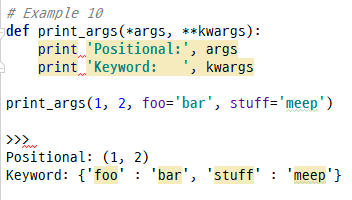 # Example 10
def print_args(*args, **kwargs):
    print 'Positional:', args
    print 'Keyword:   ', kwargs
print_args(1, 2, foo='bar', stuff='meep')
>>>
Positional: (1, 2)
Keyword: {'foo' : 'bar', 'stuff' : 'meep'}